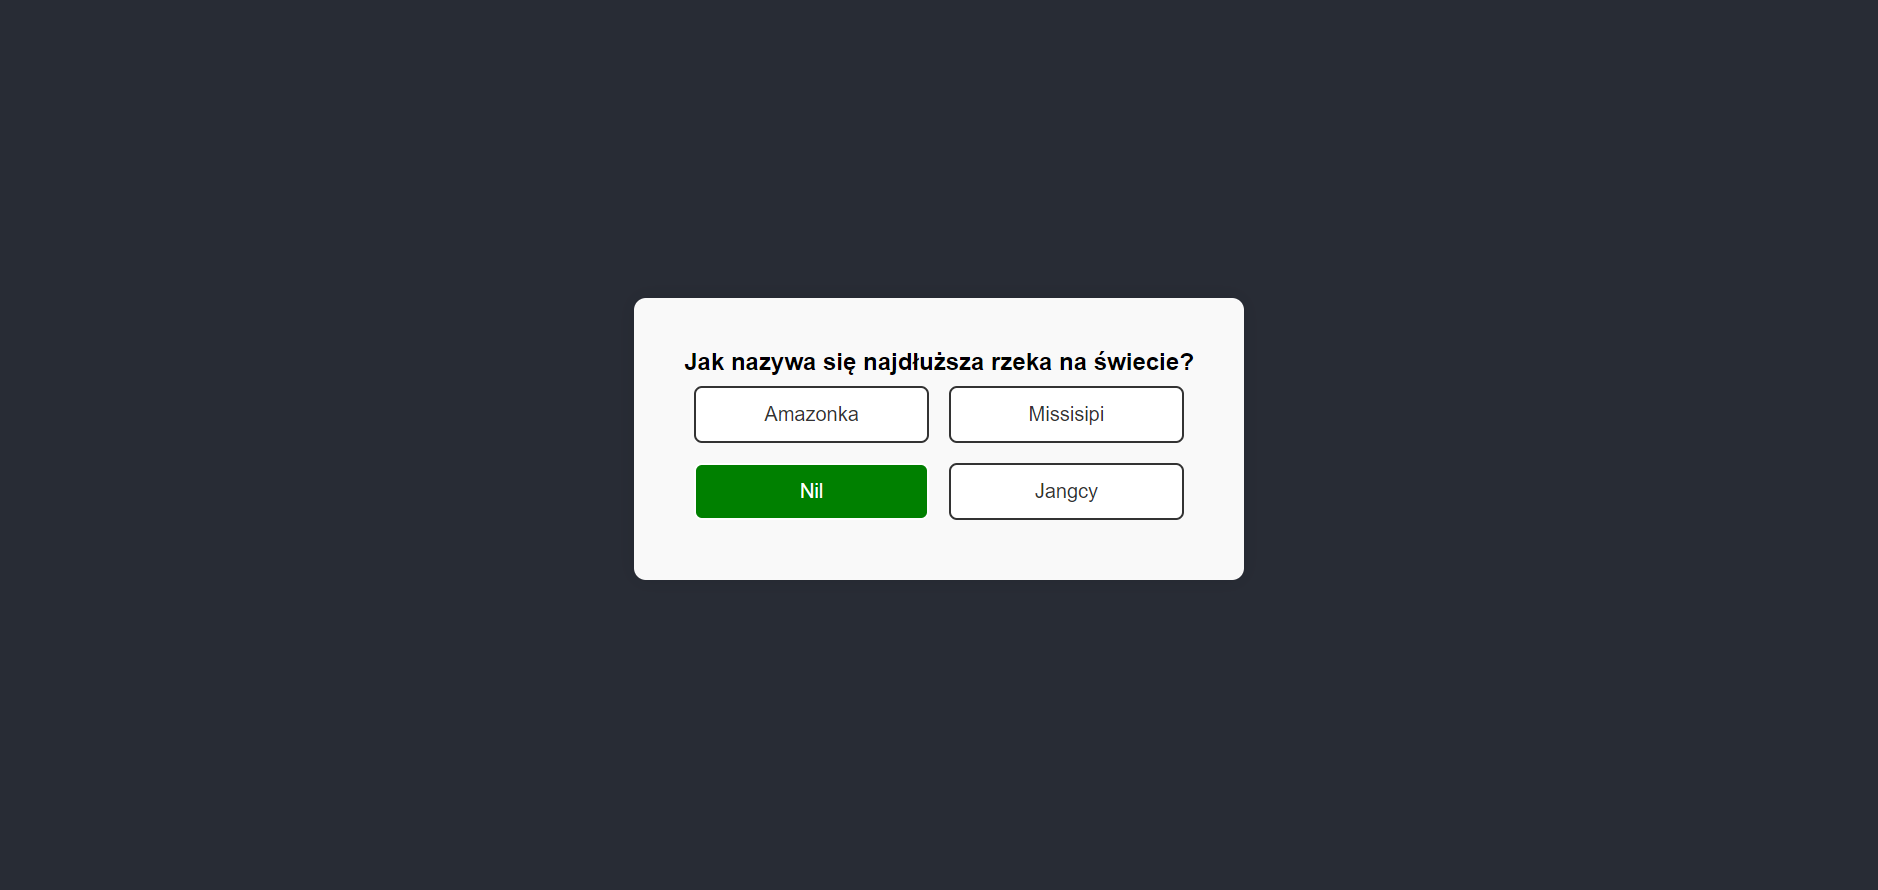 Jak nazywa się najdłuższa rzeka na świecie?
Amazonka
Missisipi
Nil
Jangcy